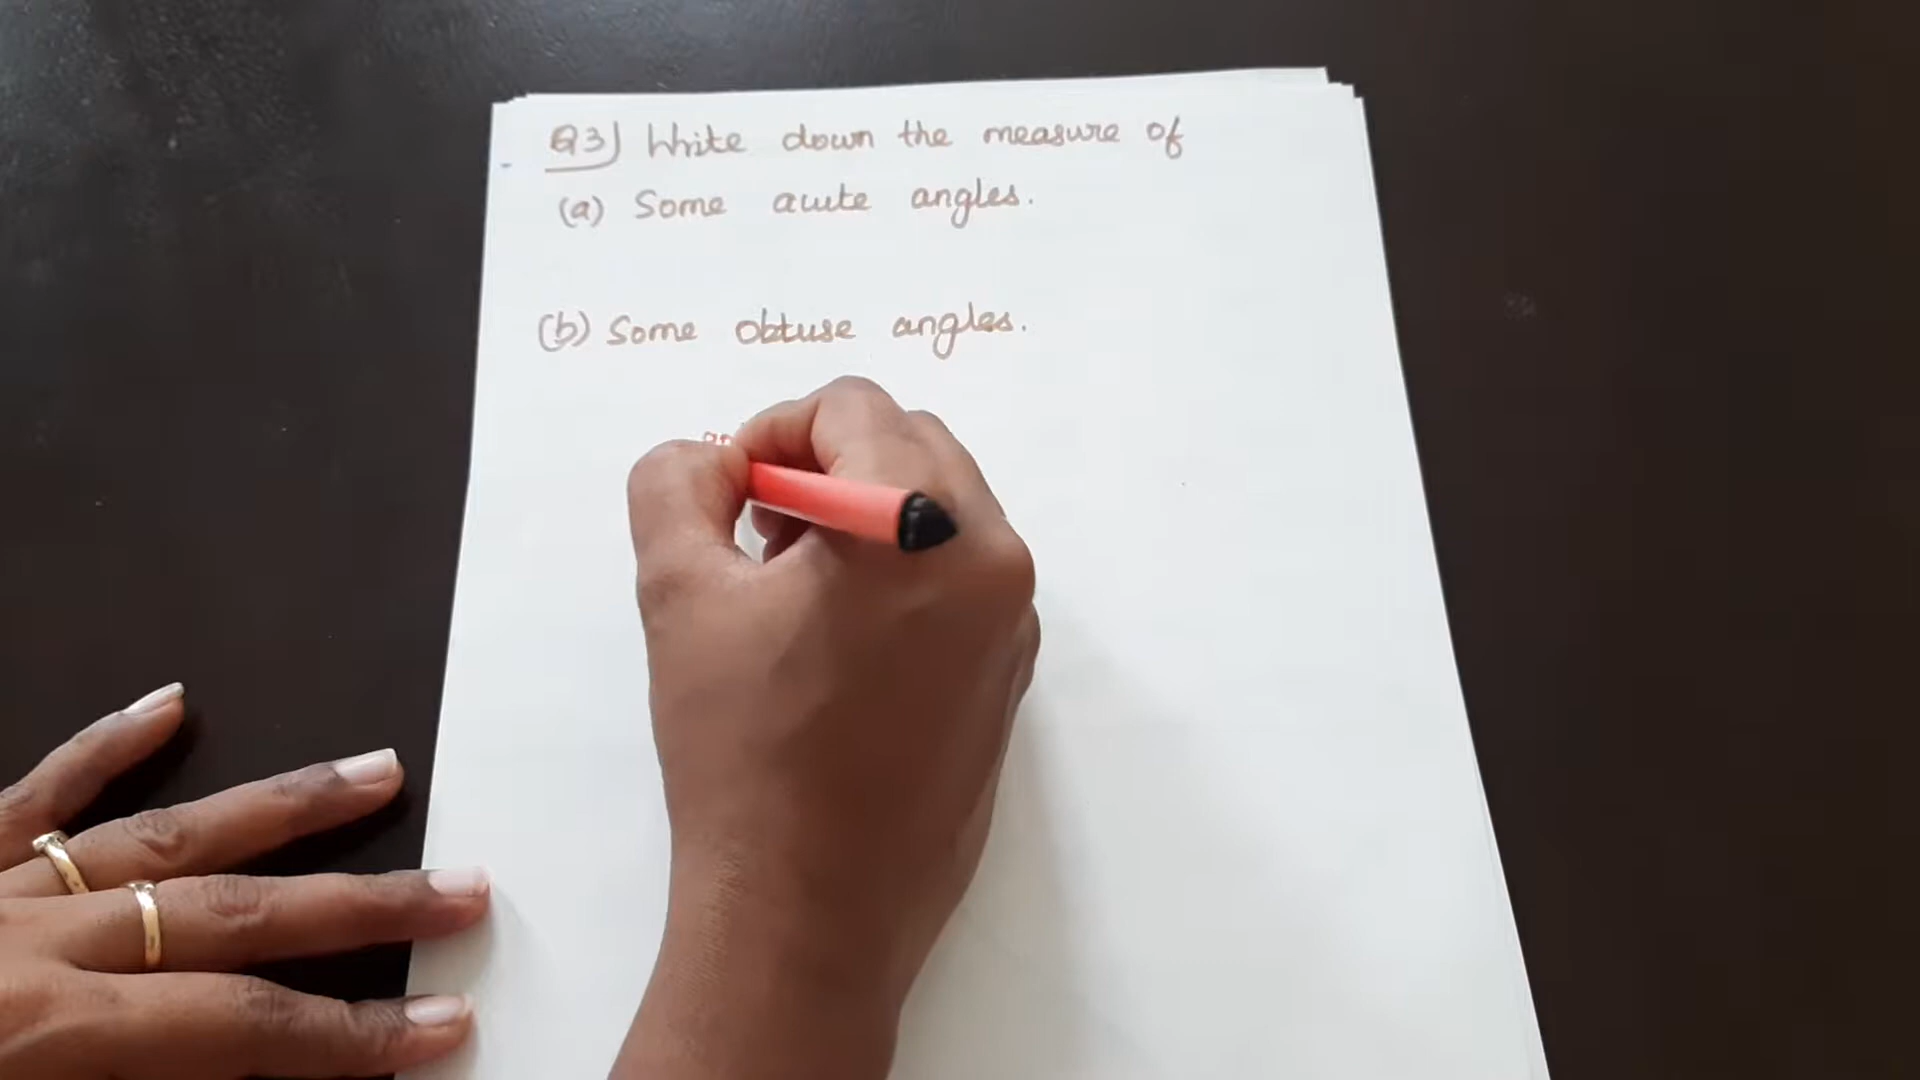 Q3) Write down the measure of
(a) Some acute angles.
(b) Some obtuse angles.